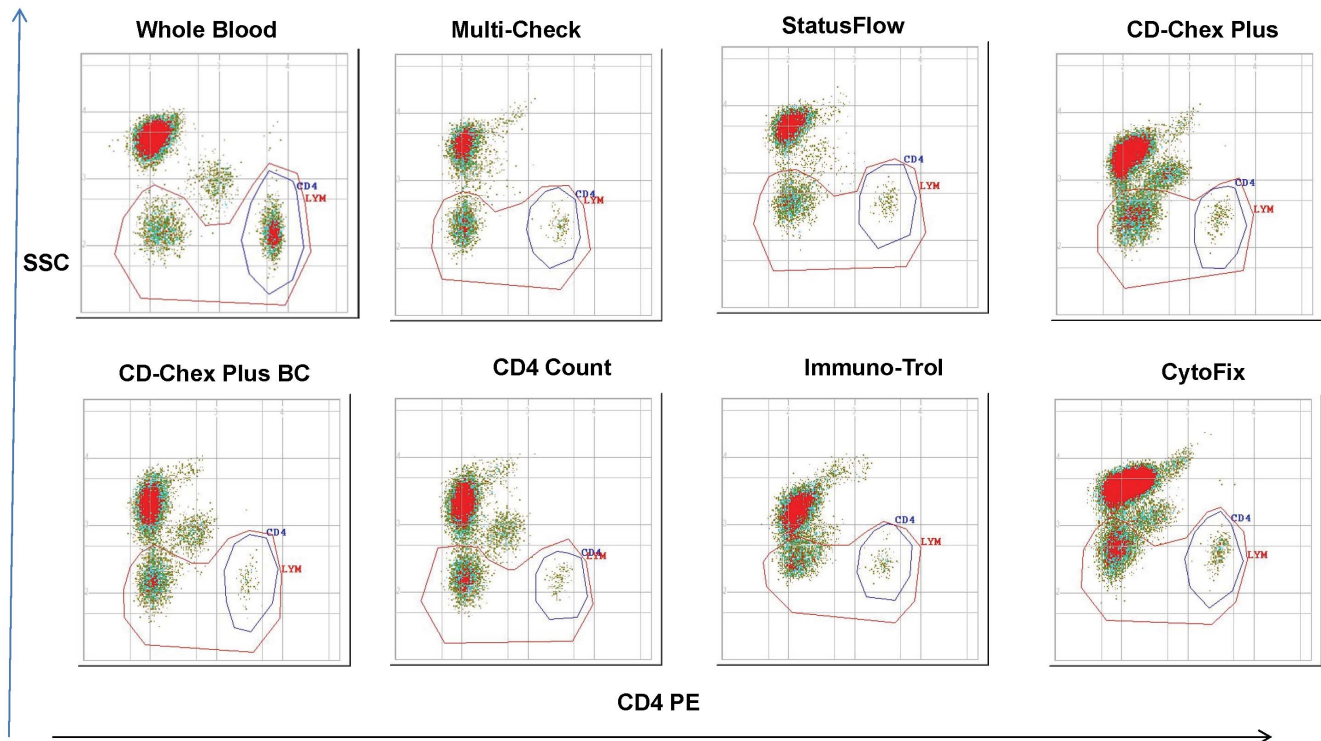 Whole Blood
Multi-Check
StatusFlow
CD-Chex Plus
CD4
LYM
CD4
LYM
CD4
LYM
CD4
LYM
SSC
CD-Chex Plus BC
CD4 Count
Immuno-Trol
CytoFix
CD4
LYM
CD4
LYM
CD4
LYM
CD4
LYM
CD4 PE